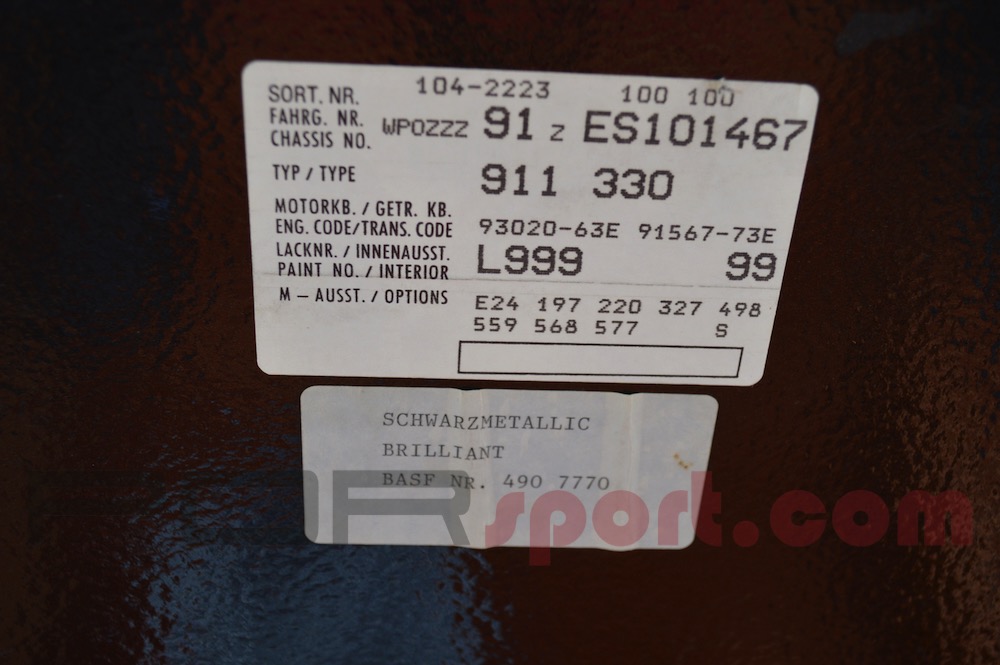 SORT. NR. 104-2223 100 100
FAHRG. NR.
CHASSIS NO. WPOZZZ 91 Z ES101467
TYP / TYPE 911 330
MOTORKB. / GETR. KB.
ENG. CODE/TRANS. CODE 93020-63E 91567-73E
LACKNR. / INNENAUSST.
PAINT NO. / INTERIOR L999 99
M – AUSST. / OPTIONS E24 197 220 327 498
559 568 577 S
SCHWARZMETALLIC
BRILLIANT
BASF NR. 490 7770
sport.com